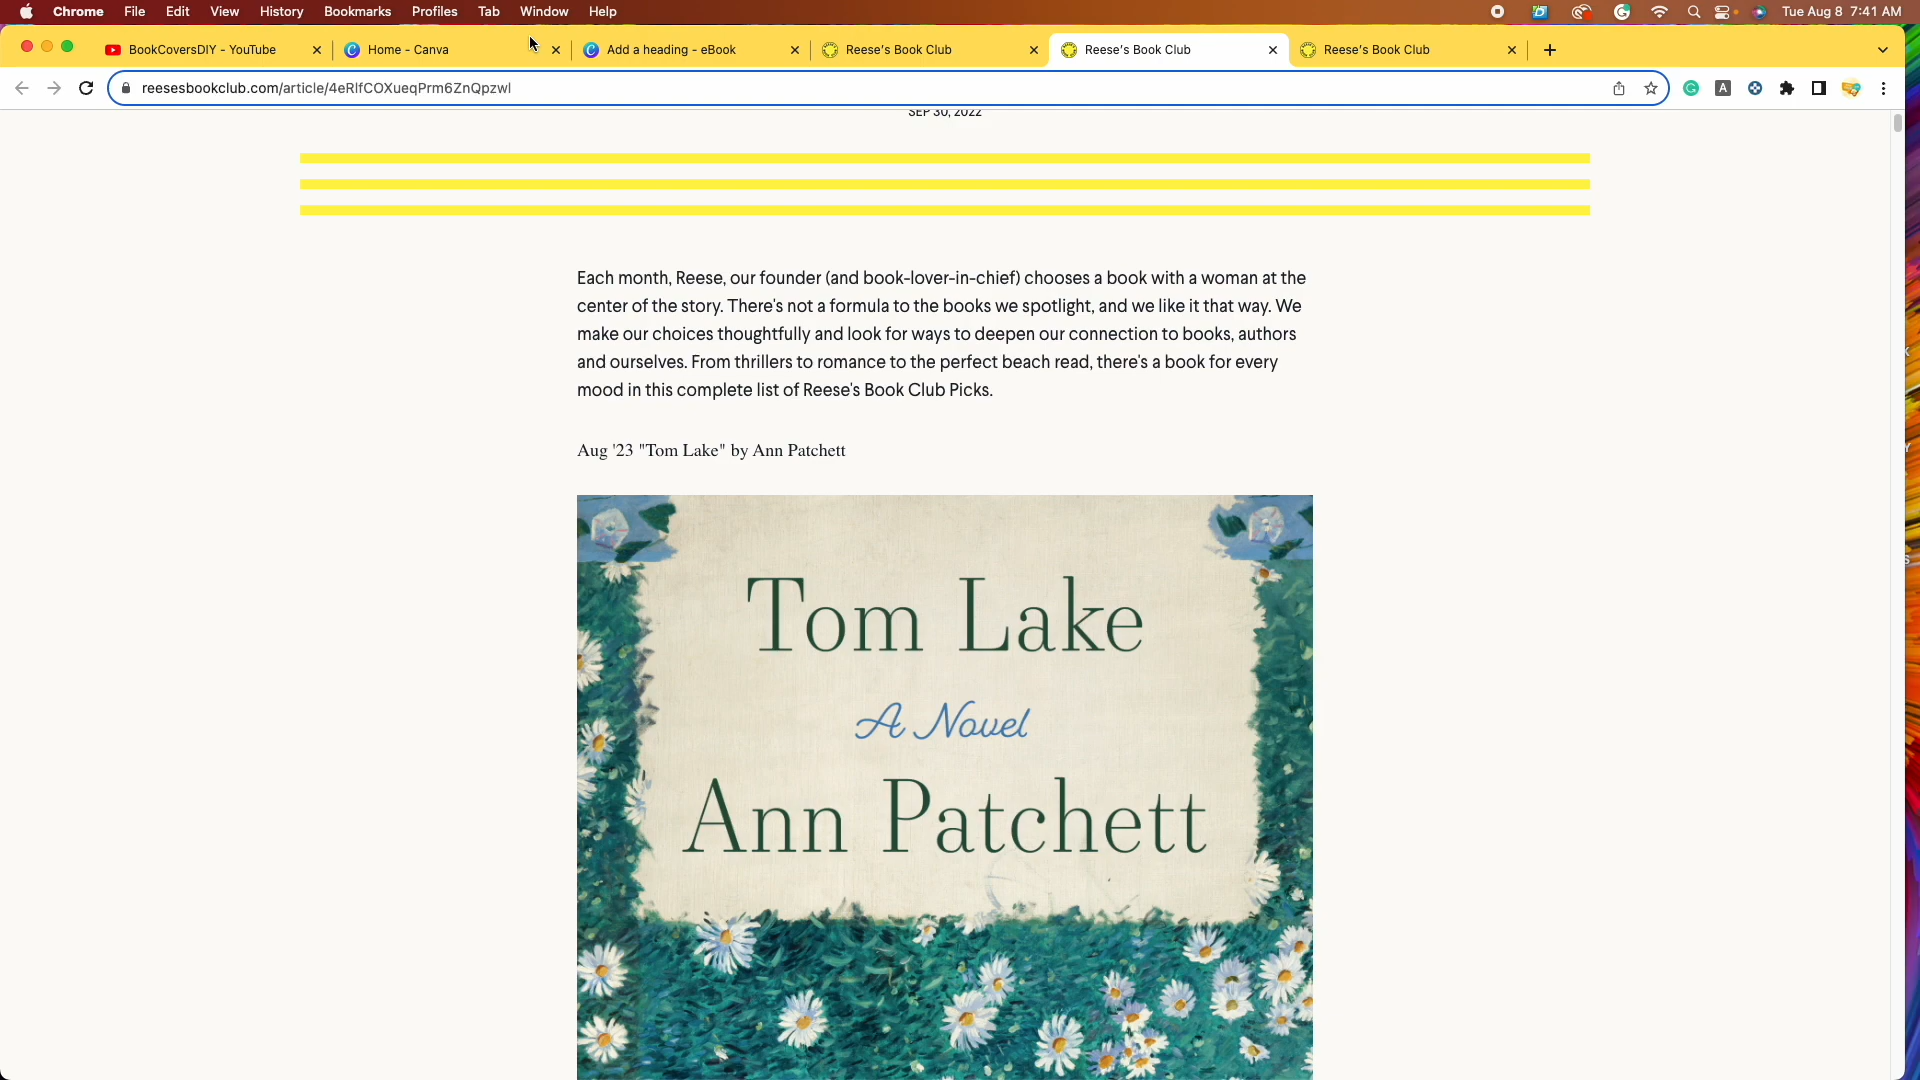 Chrome File Edit View History Bookmarks Profiles Tab Window Help Tue Aug 8 7:41 AM
BookCoversDIY - YouTube Home - Canva Add a heading - eBook Reese's Book Club Reese's Book Club Reese's Book Club
reesesbookclub.com/article/4eRlfCOXueqPrm6ZnQpzwl
SEP 30, 2022
Each month, Reese, our founder (and book-lover-in-chief) chooses a book with a woman at the
center of the story. There's not a formula to the books we spotlight, and we like it that way. We
make our choices thoughtfully and look for ways to deepen our connection to books, authors
and ourselves. From thrillers to romance to the perfect beach read, there's a book for every
mood in this complete list of Reese's Book Club Picks.
Aug '23 "Tom Lake" by Ann Patchett
Tom Lake
A Novel
Ann Patchett